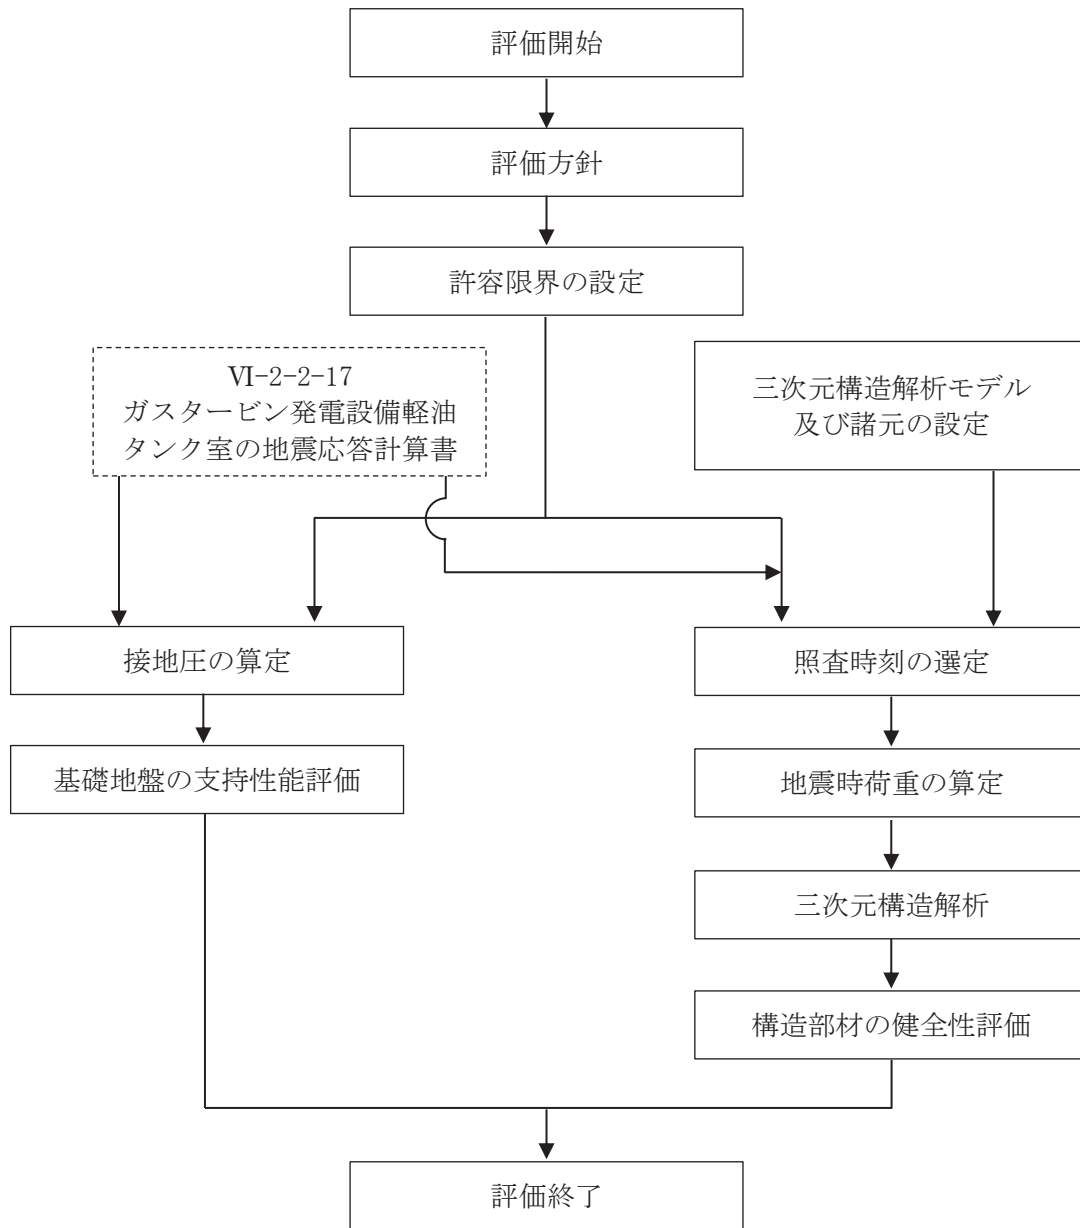 評価開始
評価方針
許容限界の設定
Ⅵ-2-2-17
ガスタービン発電設備軽油
タンク室の地震応答計算書
三次元構造解析モデル
及び諸元の設定
接地圧の算定
照査時刻の選定
基礎地盤の支持性能評価
地震時荷重の算定
三次元構造解析
構造部材の健全性評価
評価終了